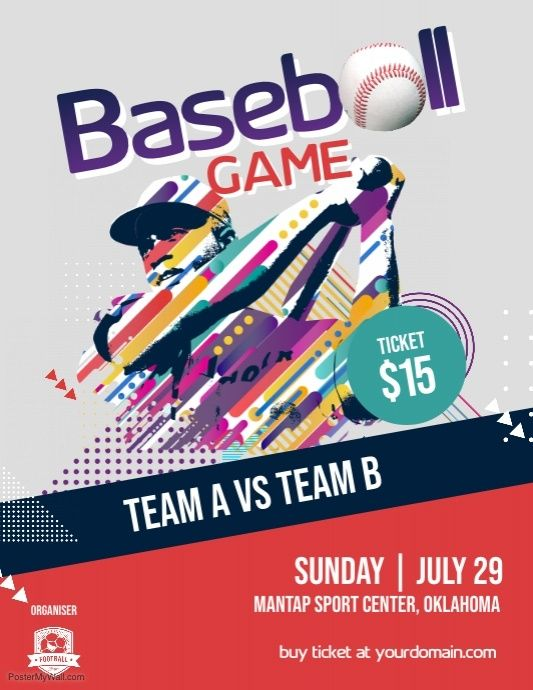 Baseball
GAME
TICKET
$15
TEAM A VS TEAM B
SUNDAY | JULY 29
MANTAP SPORT CENTER, OKLAHOMA
ORGANISER
FOOTBALL
PosterMyWall.com
buy ticket at yourdomain.com